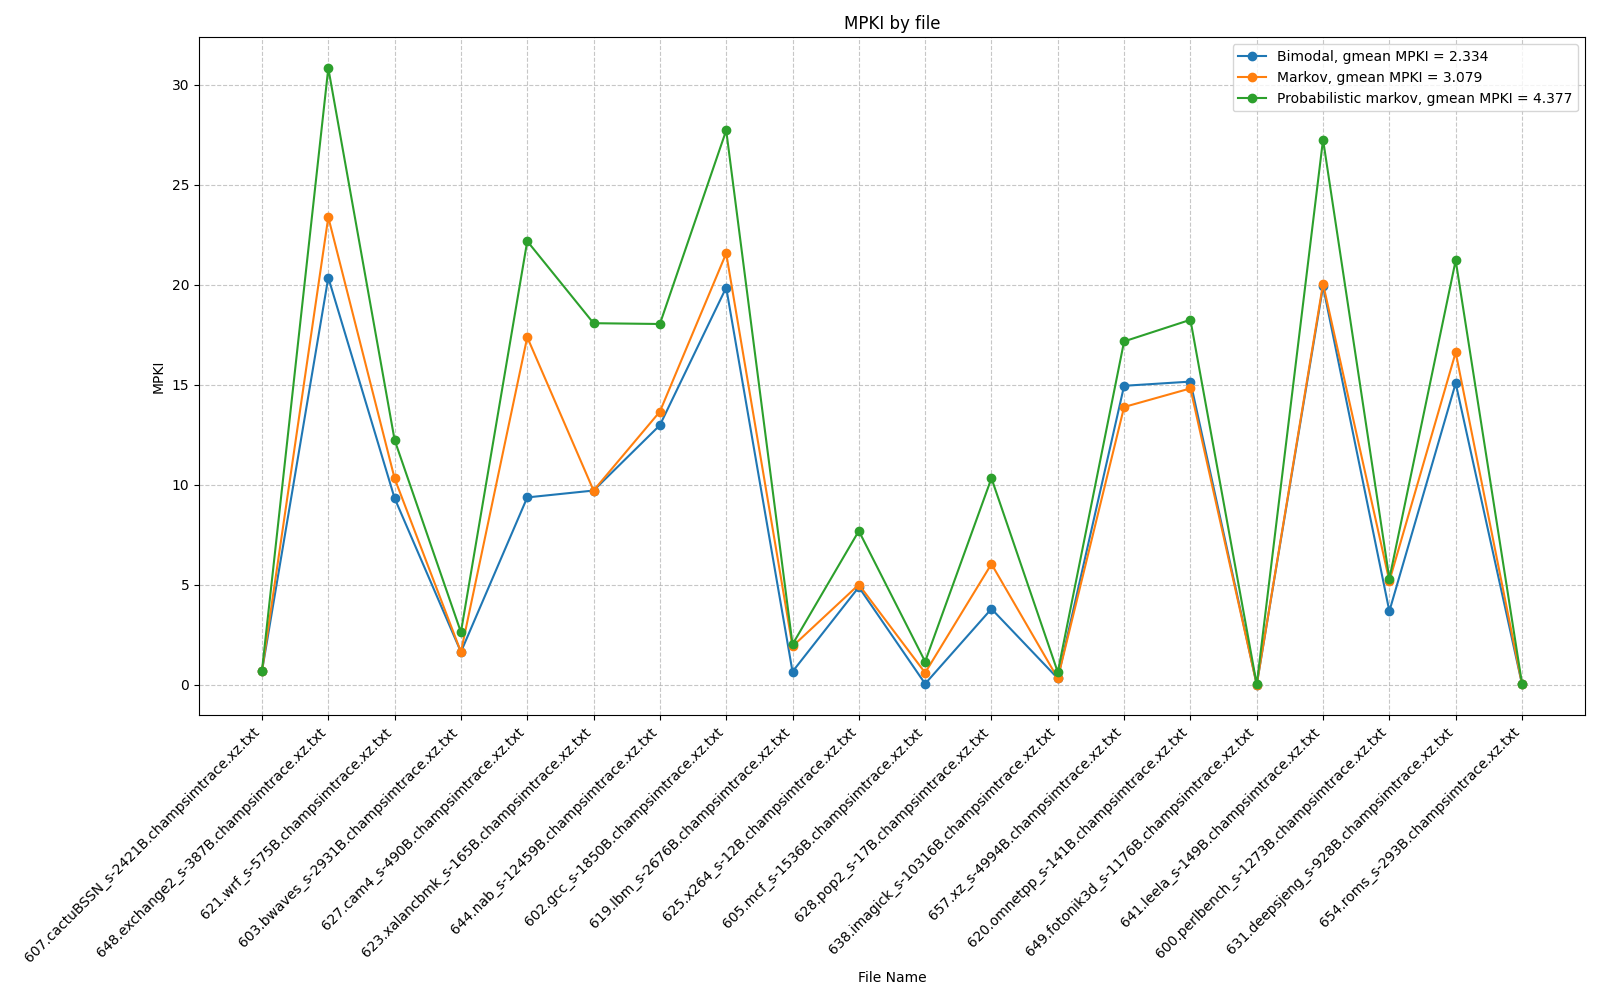 MPKI by file
Bimodal, gmean MPKI = 2.334
Markov, gmean MPKI = 3.079
Probabilistic markov, gmean MPKI = 4.377
MPKI
30
25
20
15
10
5
0
607.cactuBSSN_s-2421B.champsimtrace.xz.txt
648.exchange2_s-387B.champsimtrace.xz.txt
621.wrf_s-575B.champsimtrace.xz.txt
603.bwaves_s-2931B.champsimtrace.xz.txt
627.cam4_s-490B.champsimtrace.xz.txt
623.xalancbmk_s-165B.champsimtrace.xz.txt
644.nab_s-12459B.champsimtrace.xz.txt
602.gcc_s-1850B.champsimtrace.xz.txt
619.lbm_s-2676B.champsimtrace.xz.txt
625.x264_s-12B.champsimtrace.xz.txt
605.mcf_s-1536B.champsimtrace.xz.txt
628.pop2_s-17B.champsimtrace.xz.txt
638.imagick_s-10316B.champsimtrace.xz.txt
657.xz_s-4994B.champsimtrace.xz.txt
620.omnetpp_s-141B.champsimtrace.xz.txt
649.fotonik3d_s-1176B.champsimtrace.xz.txt
641.leela_s-149B.champsimtrace.xz.txt
600.perlbench_s-1273B.champsimtrace.xz.txt
631.deepsjeng_s-928B.champsimtrace.xz.txt
654.roms_s-293B.champsimtrace.xz.txt
File Name